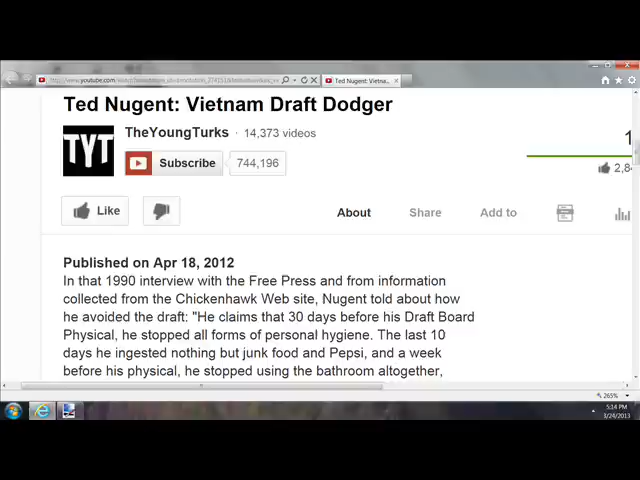 Ted Nugent: Vietna...
Ted Nugent: Vietnam Draft Dodger
TYT
TheYoungTurks · 14,373 videos
Subscribe 744,196
1
2,8
Like
About Share Add to
Published on Apr 18, 2012
In that 1990 interview with the Free Press and from information
collected from the Chickenhawk Web site, Nugent told about how
he avoided the draft: "He claims that 30 days before his Draft Board
Physical, he stopped all forms of personal hygiene. The last 10
days he ingested nothing but junk food and Pepsi, and a week
before his physical, he stopped using the bathroom altogether,
265%
5:14 PM
3/24/2013